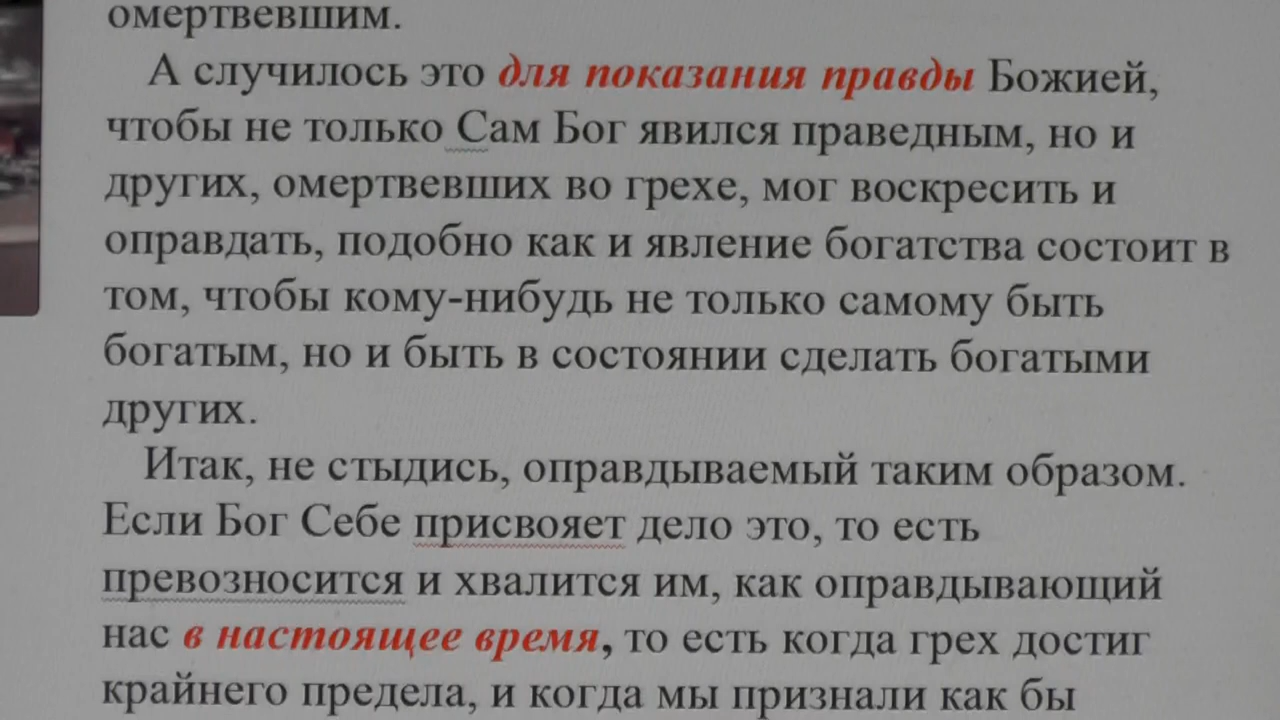 омертвевшим.
А случилось это для показания правды Божией,
чтобы не только Сам Бог явился праведным, но и
других, омертвевших во грехе, мог воскресить и
оправдать, подобно как и явление богатства состоит в
том, чтобы кому-нибудь не только самому быть
богатым, но и быть в состоянии сделать богатыми
других.
Итак, не стыдись, оправдываемый таким образом.
Если Бог Себе присвояет дело это, то есть
превозносится и хвалится им, как оправдывающий
нас в настоящее время, то есть когда грех достиг
крайнего предела, и когда мы признали как бы